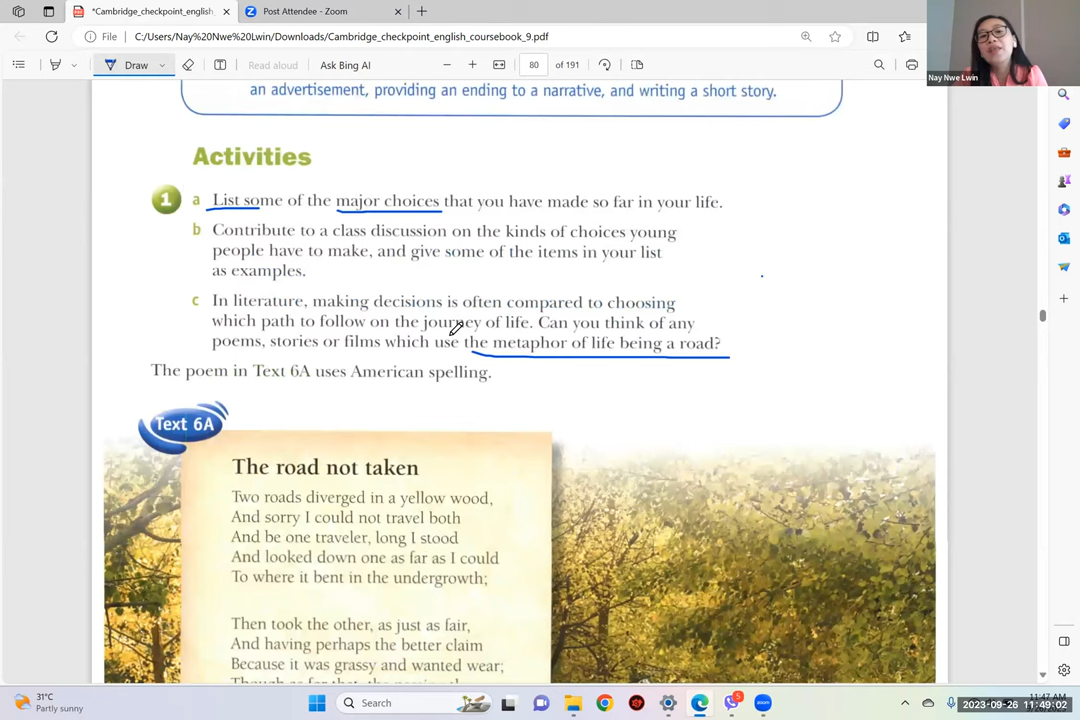 *Cambridge_checkpoint_english
Post Attendee - Zoom
File
C:/Users/Nay%20Nwe%20Lwin/Downloads/Cambridge_checkpoint_english_coursebook_9.pdf
Draw
Read aloud
Ask Bing AI
80 of 191
Nay Nwe Lwin
an advertisement, providing an ending to a narrative, and writing a short story.
Activities
1 a List some of the major choices that you have made so far in your life.
b Contribute to a class discussion on the kinds of choices young
people have to make, and give some of the items in your list
as examples.
c In literature, making decisions is often compared to choosing
which path to follow on the journey of life. Can you think of any
poems, stories or films which use the metaphor of life being a road?
The poem in Text 6A uses American spelling.
Text 6A
The road not taken
Two roads diverged in a yellow wood,
And sorry I could not travel both
And be one traveler, long I stood
And looked down one as far as I could
To where it bent in the undergrowth;
Then took the other, as just as fair,
And having perhaps the better claim
Because it was grassy and wanted wear;
31°C
Partly sunny
Search
5
11:47 AM
2023-09-26 11:49:02